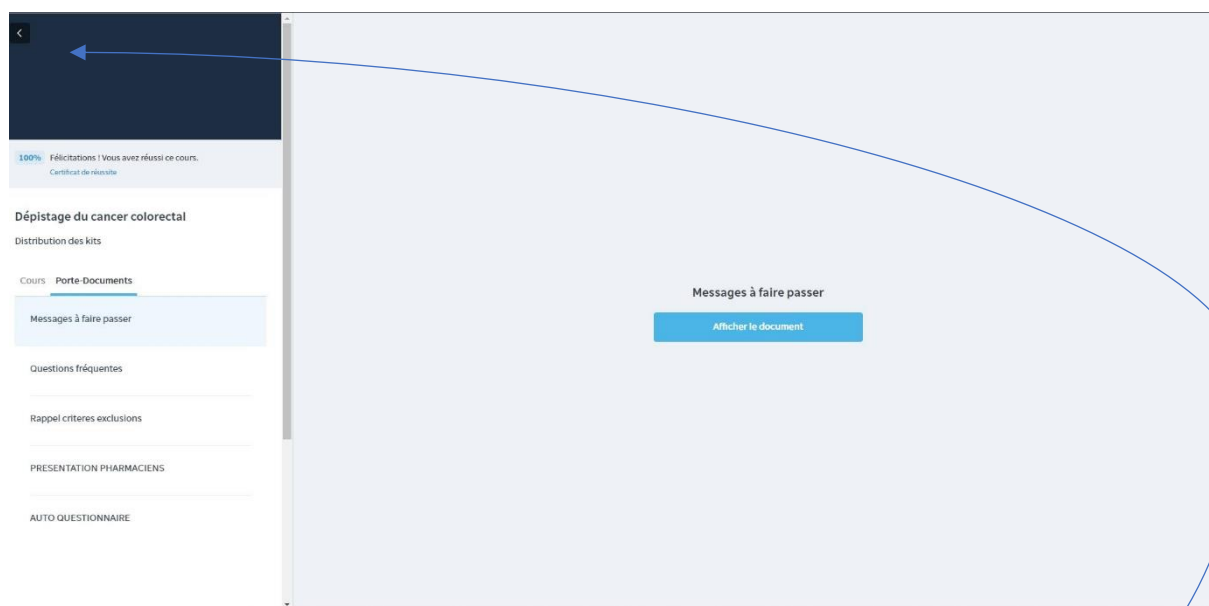 100% Félicitations ! Vous avez réussi ce cours.
Certificat de réussite
Dépistage du cancer colorectal
Distribution des kits
Cours Porte-Documents
Messages à faire passer
Questions fréquentes
Rappel criteres exclusions
PRESENTATION PHARMACIENS
AUTO QUESTIONNAIRE
Messages à faire passer
Afficher le document